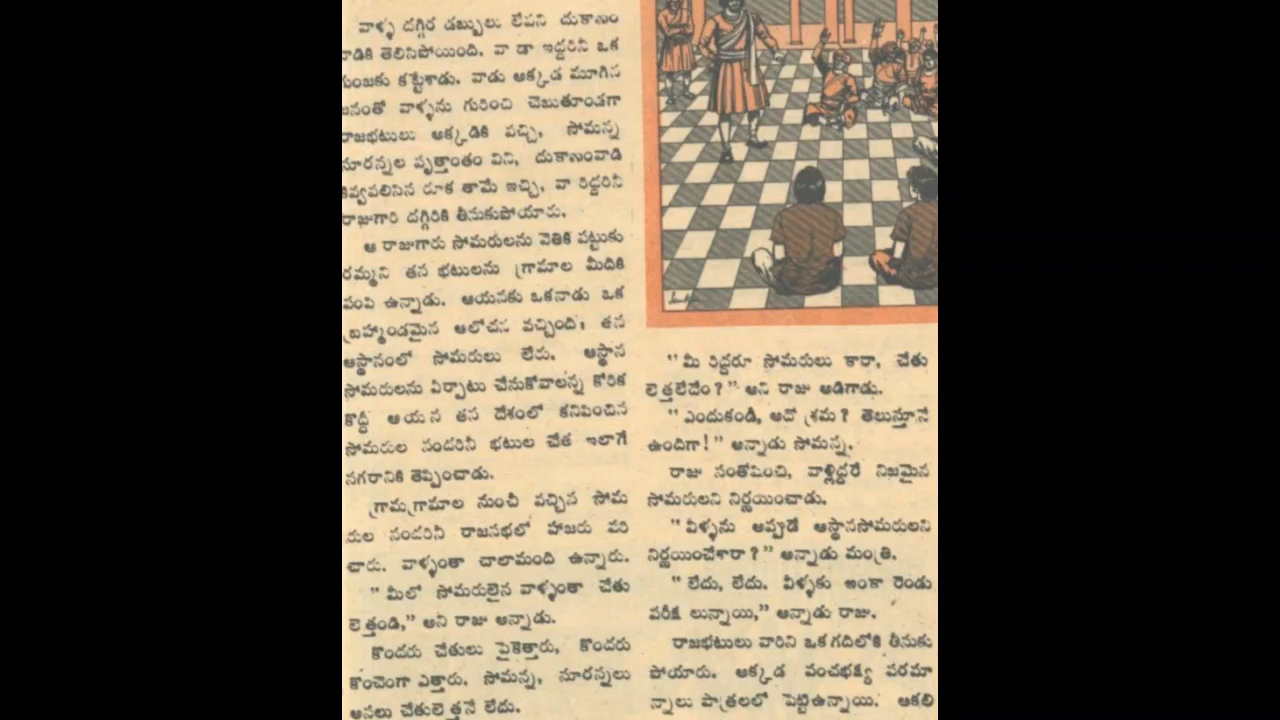 వాళ్ళ దగ్గిర డబ్బులు లేవని దుకాణం
వాడికి తెలిసిపోయింది. వా డా ఇద్దరినీ ఒక
గుంజకు కట్టేశాడు. వాడు అక్కడ మూగిన
జనంతో వాళ్ళను గురించి చెబుతూండగా
రాజభటులు అక్కడికి వచ్చి, సోమన్న
సూరన్నల వృత్తాంతం విని, దుకాణంవాడి
కివ్వవలిసిన రూక తామే ఇచ్చి, వా రిద్దరినీ
రాజుగారి దగ్గిరికి తీసుకుపోయారు.
ఆ రాజుగారు సోమరులను వెతికి పట్టుకు
రమ్మని తన భటులను గ్రామాల మీదికి
పంపి ఉన్నాడు. ఆయనకు ఒకనాడు ఒక
బ్రహ్మాండమైన ఆలోచన వచ్చింది: తన
ఆస్థానంలో సోమరులు లేరు. ఆస్థాన
సోమరులను ఏర్పాటు చేసుకోవాలన్న కోరిక
కొద్దీ ఆయన తన దేశంలో కనిపించిన
సోమరుల నందరినీ భటుల చేత ఇలాగే
నగరానికి తెప్పించాడు.
గ్రామగ్రామాల నుంచీ వచ్చిన సోమ
రుల నందరినీ రాజసభలో హాజరు పరి
చారు. వాళ్ళంతా చాలామంది ఉన్నారు.
"మీలో సోమరులైన వాళ్ళంతా చేతు
లెత్తండి," అని రాజు అన్నాడు.
కొందరు చేతులు పైకెత్తారు, కొందరు
కొంచెంగా ఎత్తారు. సోమన్న, సూరన్నలు
అసలు చేతులెత్తనే లేదు.
"మీ రిద్దరూ సోమరులు కారా, చేతు
లెత్తలేదేం?" అని రాజు అడిగాడు.
"ఎందుకండీ, అదో శ్రమ? తెలుస్తూనే
ఉందిగా!" అన్నాడు సోమన్న.
రాజు సంతోషించి, వాళ్లిద్దరే నిజమైన
సోమరులని నిర్ణయించాడు.
"వీళ్ళను అప్పుడే ఆస్థానసోమరులని
నిర్ణయించేశారా?" అన్నాడు మంత్రి.
"లేదు, లేదు. వీళ్ళకు ఇంకా రెండు
పరీక్ష లున్నాయి," అన్నాడు రాజు.
రాజభటులు వారిని ఒక గదిలోకి తీసుకు
పోయారు. అక్కడ పంచభక్ష్య పరమా
న్నాలు పాత్రలలో పెట్టిఉన్నాయి. ఆకలి